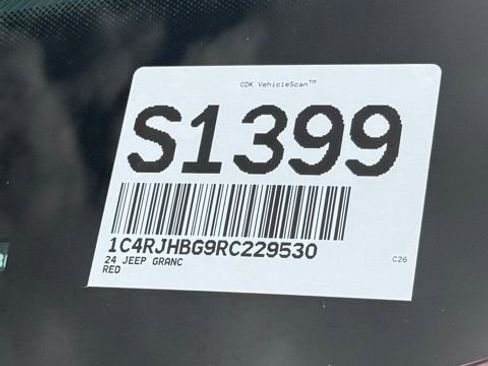 CDK VehicleScan™
S1399
1C4RJHBG9RC229530
24 JEEP GRANC
RED
C26